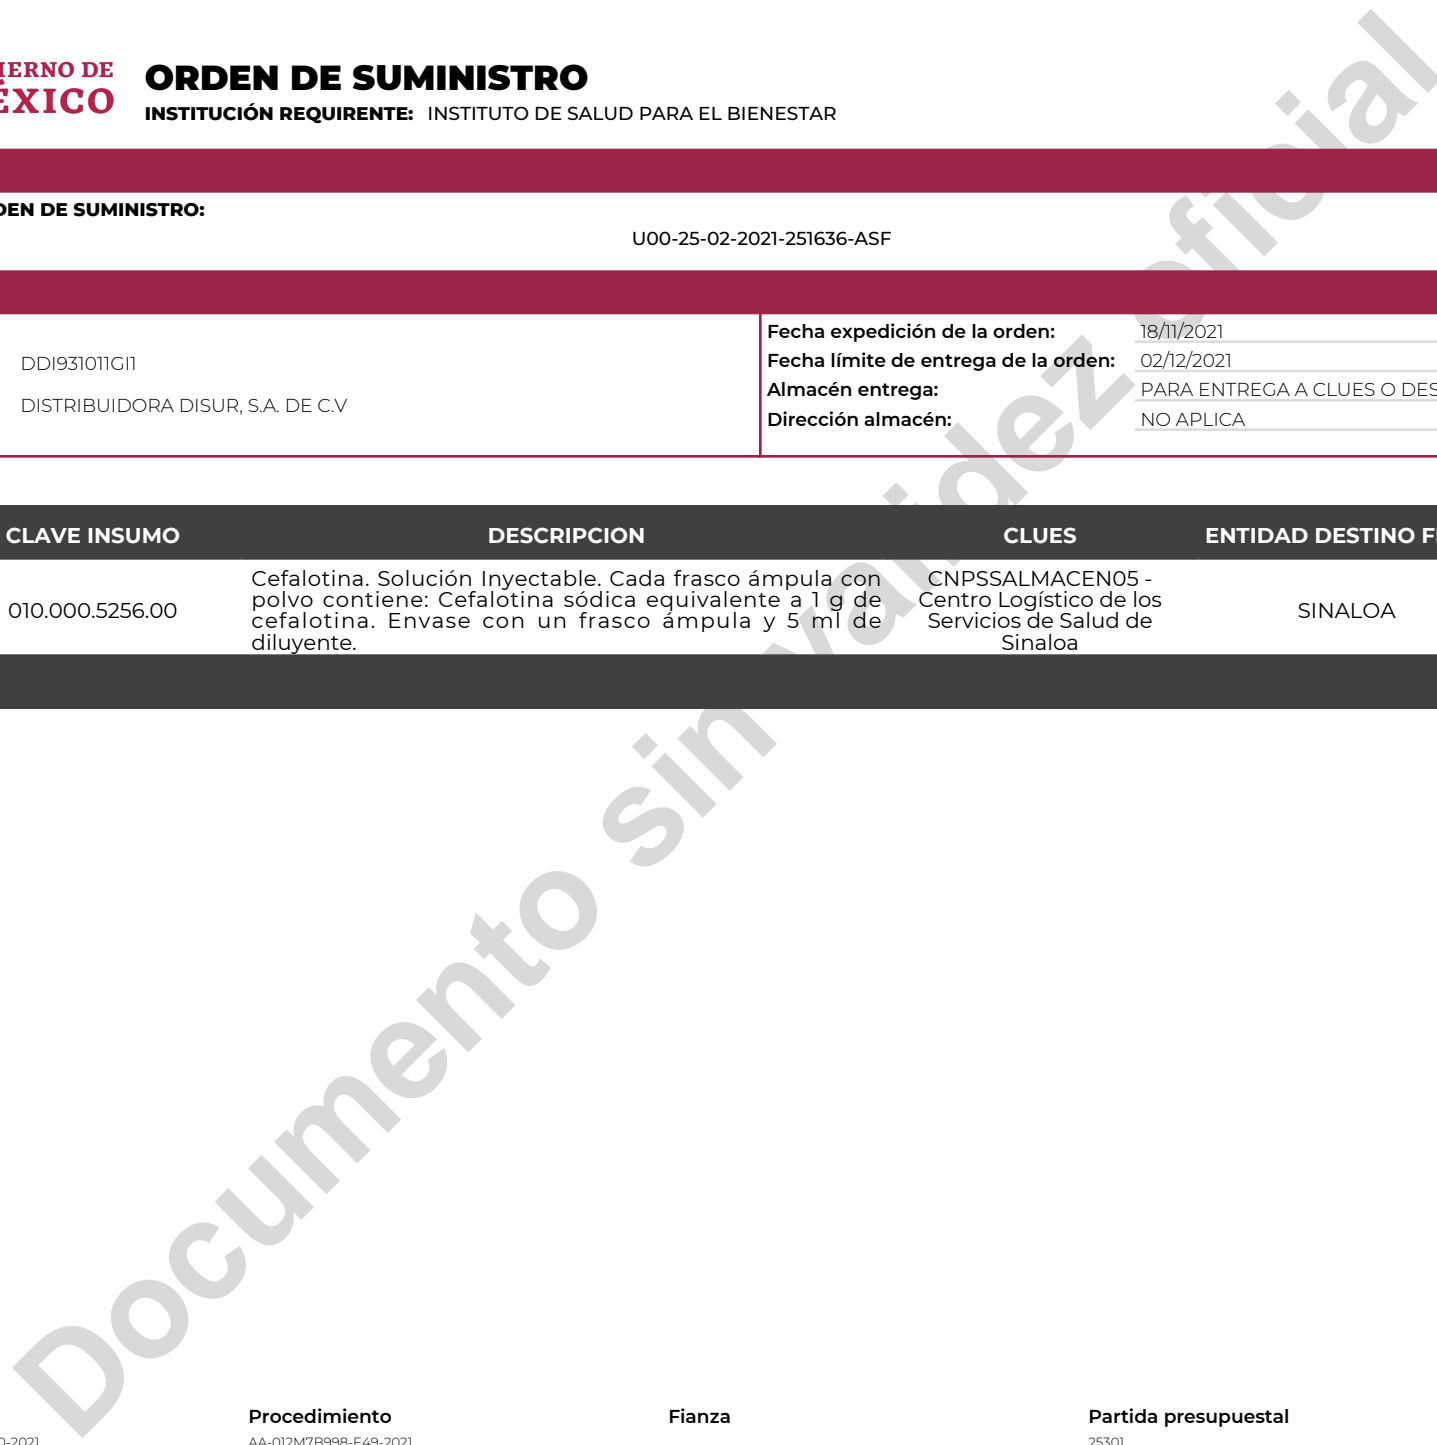 IERNO DE
ÉXICO
ORDEN DE SUMINISTRO
INSTITUCIÓN REQUIRENTE: INSTITUTO DE SALUD PARA EL BIENESTAR
DEN DE SUMINISTRO:
U00-25-02-2021-251636-ASF
DDI931011GI1
DISTRIBUIDORA DISUR, S.A. DE C.V
Fecha expedición de la orden: 18/11/2021
Fecha límite de entrega de la orden: 02/12/2021
Almacén entrega: PARA ENTREGA A CLUES O DES
Dirección almacén: NO APLICA
CLAVE INSUMO DESCRIPCION CLUES ENTIDAD DESTINO FI
010.000.5256.00
Cefalotina. Solución Inyectable. Cada frasco ámpula con
polvo contiene: Cefalotina sódica equivalente a 1 g de
cefalotina. Envase con un frasco ámpula y 5 ml de
diluyente.
CNPSSALMACEN05 -
Centro Logístico de los
Servicios de Salud de
Sinaloa
SINALOA
Documento sin validez oficial
Procedimiento Fianza Partida presupuestal
0-2021 AA-012M7B998-E49-2021 25301